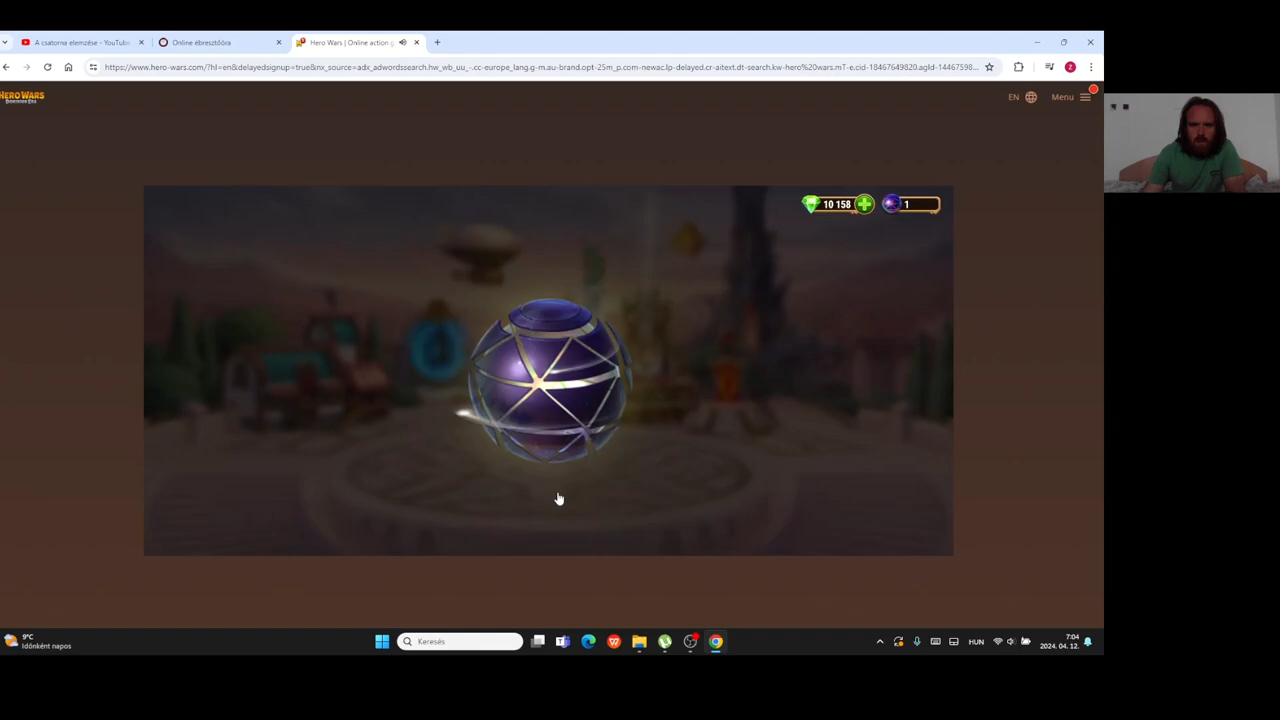 A csatorna elemzése - YouTube
Online ébresztőóra
Hero Wars | Online action g
https://www.hero-wars.com/?hl=en&delayedsignup=true&nx_source=adx_adwordssearch.hw_wb_uu_-.cc-europe_lang.g-m.au-brand.opt-25m_p.com-newac.lp-delayed.cr-aitext.dt-search.kw-hero%20wars.mT-e.cid-18467649820.agId-14467598...
HERO WARS
EN
Menu
10 158
1
9°C
Időnként napos
Keresés
HUN
7:04
2024. 04. 12.